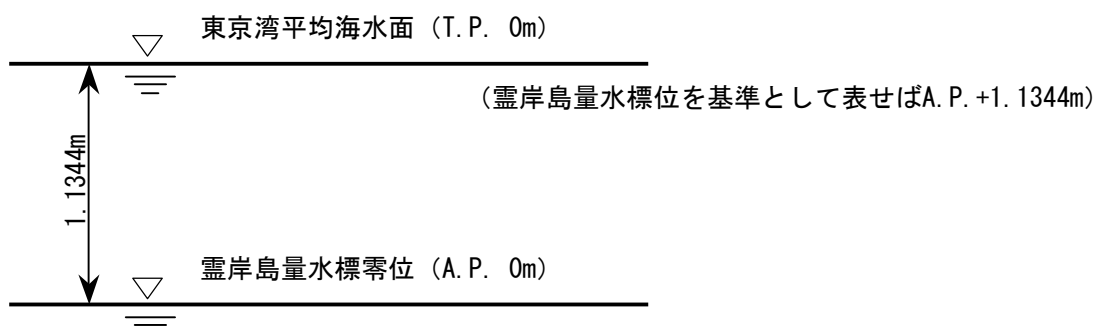 東京湾平均海水面 (T.P. 0m)
(霊岸島量水標位を基準として表せばA.P.+1.1344m)
1.1344m
霊岸島量水標零位 (A.P. 0m)